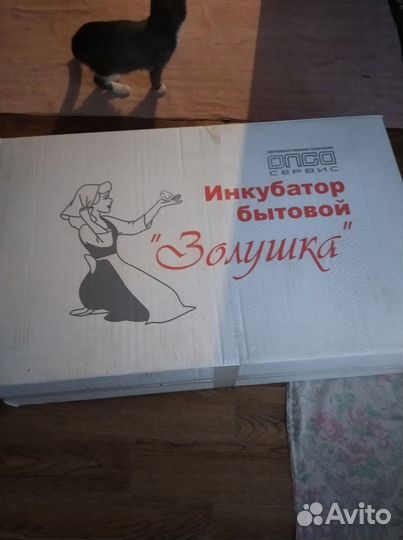 ОЛСА
СЕРВИС
Инкубатор
бытовой
"Золушка"
Avito